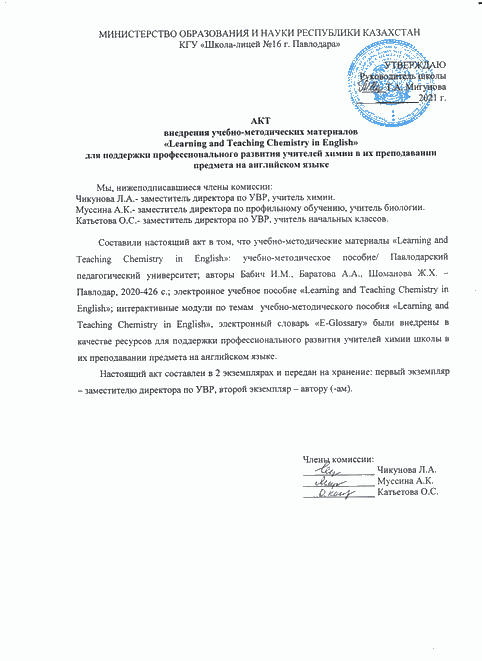 МИНИСТЕРСТВО ОБРАЗОВАНИЯ И НАУКИ РЕСПУБЛИКИ КАЗАХСТАН
КГУ «Школа-лицей №16 г. Павлодара»
УТВЕРЖДАЮ
Руководитель школы
Т.А. Мигунова
2021 г.
АКТ
внедрения учебно-методических материалов
«Learning and Teaching Chemistry in English»
для поддержки профессионального развития учителей химии в их преподавании
предмета на английском языке
Мы, нижеподписавшиеся члены комиссии:
Чикунова Л.А.- заместитель директора по УВР, учитель химии.
Муссина А.К.- заместитель директора по профильному обучению, учитель биологии.
Катьетова О.С.- заместитель директора по УВР, учитель начальных классов.
Составили настоящий акт в том, что учебно-методические материалы «Learning and
Teaching Chemistry in English»: учебно-методическое пособие/ Павлодарский
педагогический университет; авторы Бабич И.М., Баратова А.А., Шоманова Ж.Х. –
Павлодар, 2020-426 с.; электронное учебное пособие «Learning and Teaching Chemistry in
English»; интерактивные модули по темам учебно-методического пособия «Learning and
Teaching Chemistry in English», электронный словарь «E-Glossary» были внедрены в
качестве ресурсов для поддержки профессионального развития учителей химии школы в
их преподавании предмета на английском языке.
Настоящий акт составлен в 2 экземплярах и передан на хранение: первый экземпляр
– заместителю директора по УВР, второй экземпляр – автору (-ам).
Члены комиссии:
Чикунова Л.А.
Муссина А.К.
Катьетова О.С.